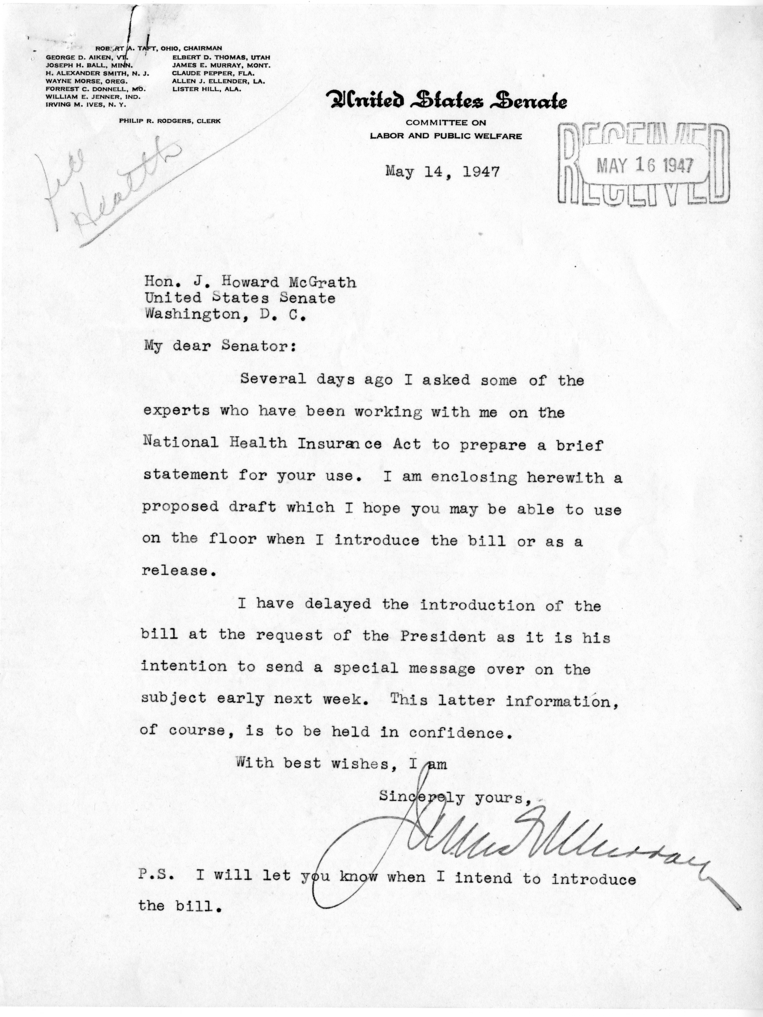 ROBERT A. TAFT, OHIO, CHAIRMAN
GEORGE D. AIKEN, VT. ELBERT D. THOMAS, UTAH
JOSEPH H. BALL, MINN. JAMES E. MURRAY, MONT.
H. ALEXANDER SMITH, N. J. CLAUDE PEPPER, FLA.
WAYNE MORSE, OREG. ALLEN J. ELLENDER, LA.
FORREST C. DONNELL, MO. LISTER HILL, ALA.
WILLIAM E. JENNER, IND.
IRVING M. IVES, N. Y.
PHILIP R. RODGERS, CLERK
United States Senate
COMMITTEE ON
LABOR AND PUBLIC WELFARE
May 14, 1947
RECEIVED
MAY 16 1947
RECEIVED
file
Health
Hon. J. Howard McGrath
United States Senate
Washington, D. C.
My dear Senator:
Several days ago I asked some of the
experts who have been working with me on the
National Health Insurance Act to prepare a brief
statement for your use. I am enclosing herewith a
proposed draft which I hope you may be able to use
on the floor when I introduce the bill or as a
release.
I have delayed the introduction of the
bill at the request of the President as it is his
intention to send a special message over on the
subject early next week. This latter information,
of course, is to be held in confidence.
With best wishes, I am
Sincerely yours,
James E Murray
P.S. I will let you know when I intend to introduce
the bill.